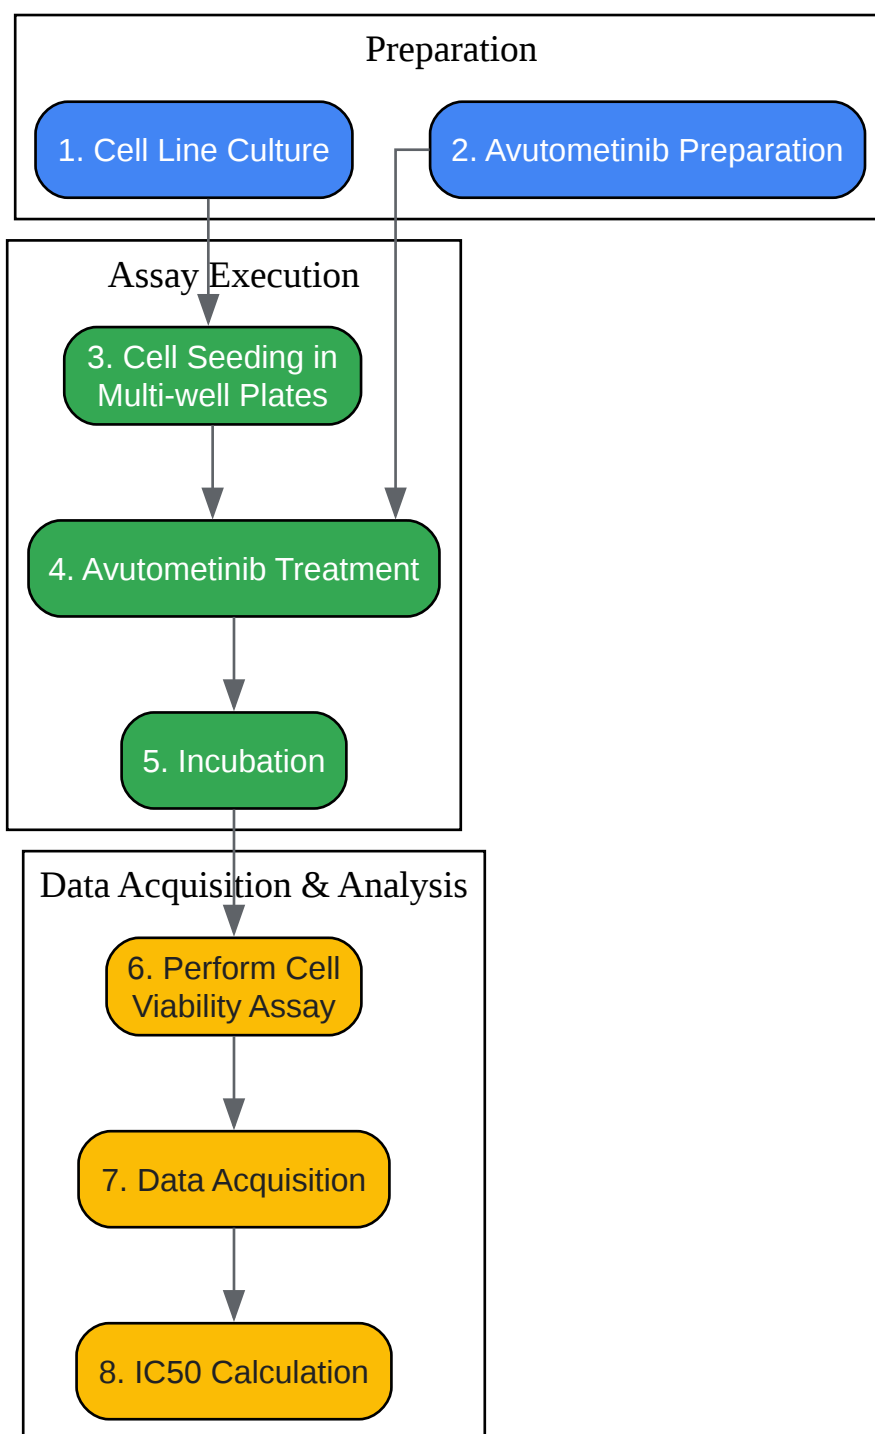 Preparation
1. Cell Line Culture
2. Avutometinib Preparation
Assay Execution
3. Cell Seeding in
Multi-well Plates
4. Avutometinib Treatment
5. Incubation
Data Acquisition & Analysis
6. Perform Cell
Viability Assay
7. Data Acquisition
8. IC50 Calculation